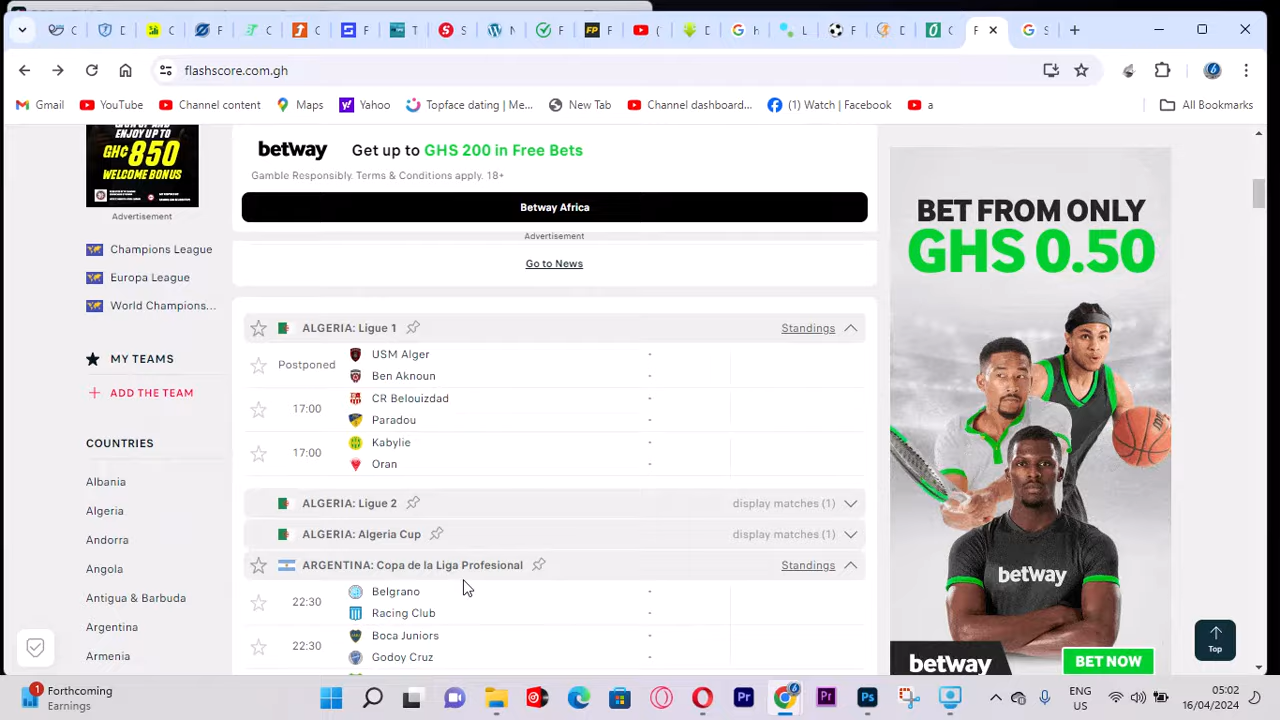 flashscore.com.gh
Gmail
YouTube
Channel content
Maps
Yahoo
Topface dating | Me...
New Tab
Channel dashboard...
(1) Watch | Facebook
a
All Bookmarks
ENJOY UP TO
GH₵ 850
WELCOME BONUS
Advertisement
Champions League
Europa League
World Champions...
MY TEAMS
ADD THE TEAM
COUNTRIES
Albania
Algeria
Andorra
Angola
Antigua & Barbuda
Argentina
Armenia
betway Get up to GHS 200 in Free Bets
Gamble Responsibly. Terms & Conditions apply. 18+
Betway Africa
Advertisement
Go to News
ALGERIA: Ligue 1 Standings
Postponed
USM Alger -
Ben Aknoun -
17:00
CR Belouizdad -
Paradou -
17:00
Kabylie -
Oran -
ALGERIA: Ligue 2 display matches (1)
ALGERIA: Algeria Cup display matches (1)
ARGENTINA: Copa de la Liga Profesional Standings
22:30
Belgrano -
Racing Club -
22:30
Boca Juniors -
Godoy Cruz -
BET FROM ONLY
GHS 0.50
betway
betway
BET NOW
Top
1
Forthcoming
Earnings
ENG
US
05:02
16/04/2024